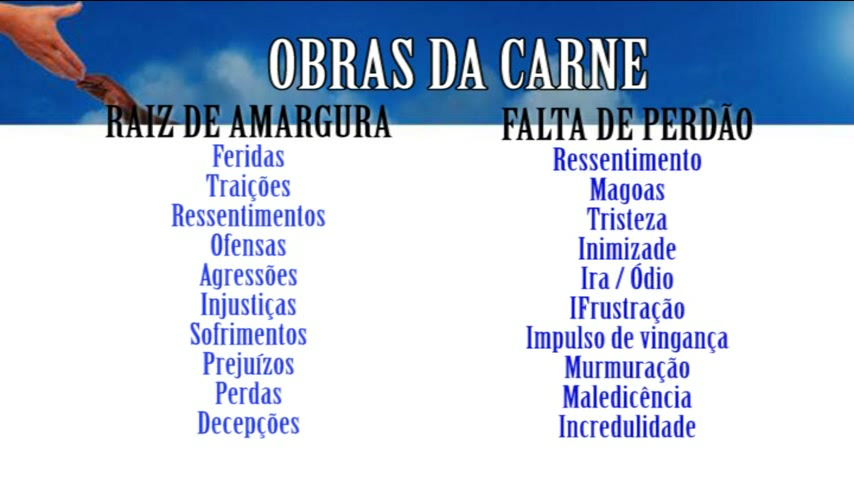 OBRAS DA CARNE
RAIZ DE AMARGURA
Feridas
Traições
Ressentimentos
Ofensas
Agressões
Injustiças
Sofrimentos
Prejuízos
Perdas
Decepções
FALTA DE PERDÃO
Ressentimento
Magoas
Tristeza
Inimizade
Ira / Ódio
IFrustração
Impulso de vingança
Murmuração
Maledicência
Incredulidade